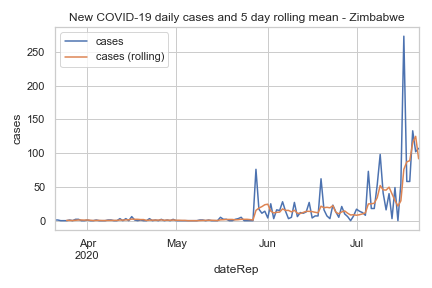 New COVID-19 daily cases and 5 day rolling mean - Zimbabwe
cases
cases (rolling)
250
200
150
100
50
0
cases
Apr
2020
May
Jun
Jul
dateRep